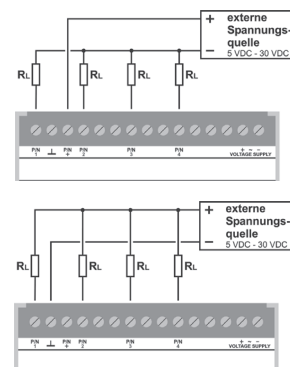 + externe
Spannungs-
quelle
− 5 VDC - 30 VDC
RL RL RL RL
P/N P/N P/N P/N P/N + ~ −
1 ⊥ + 2 3 4 VOLTAGE SUPPLY
+ externe
Spannungs-
quelle
− 5 VDC - 30 VDC
RL RL RL RL
P/N P/N P/N P/N P/N + ~ −
1 ⊥ + 2 3 4 VOLTAGE SUPPLY